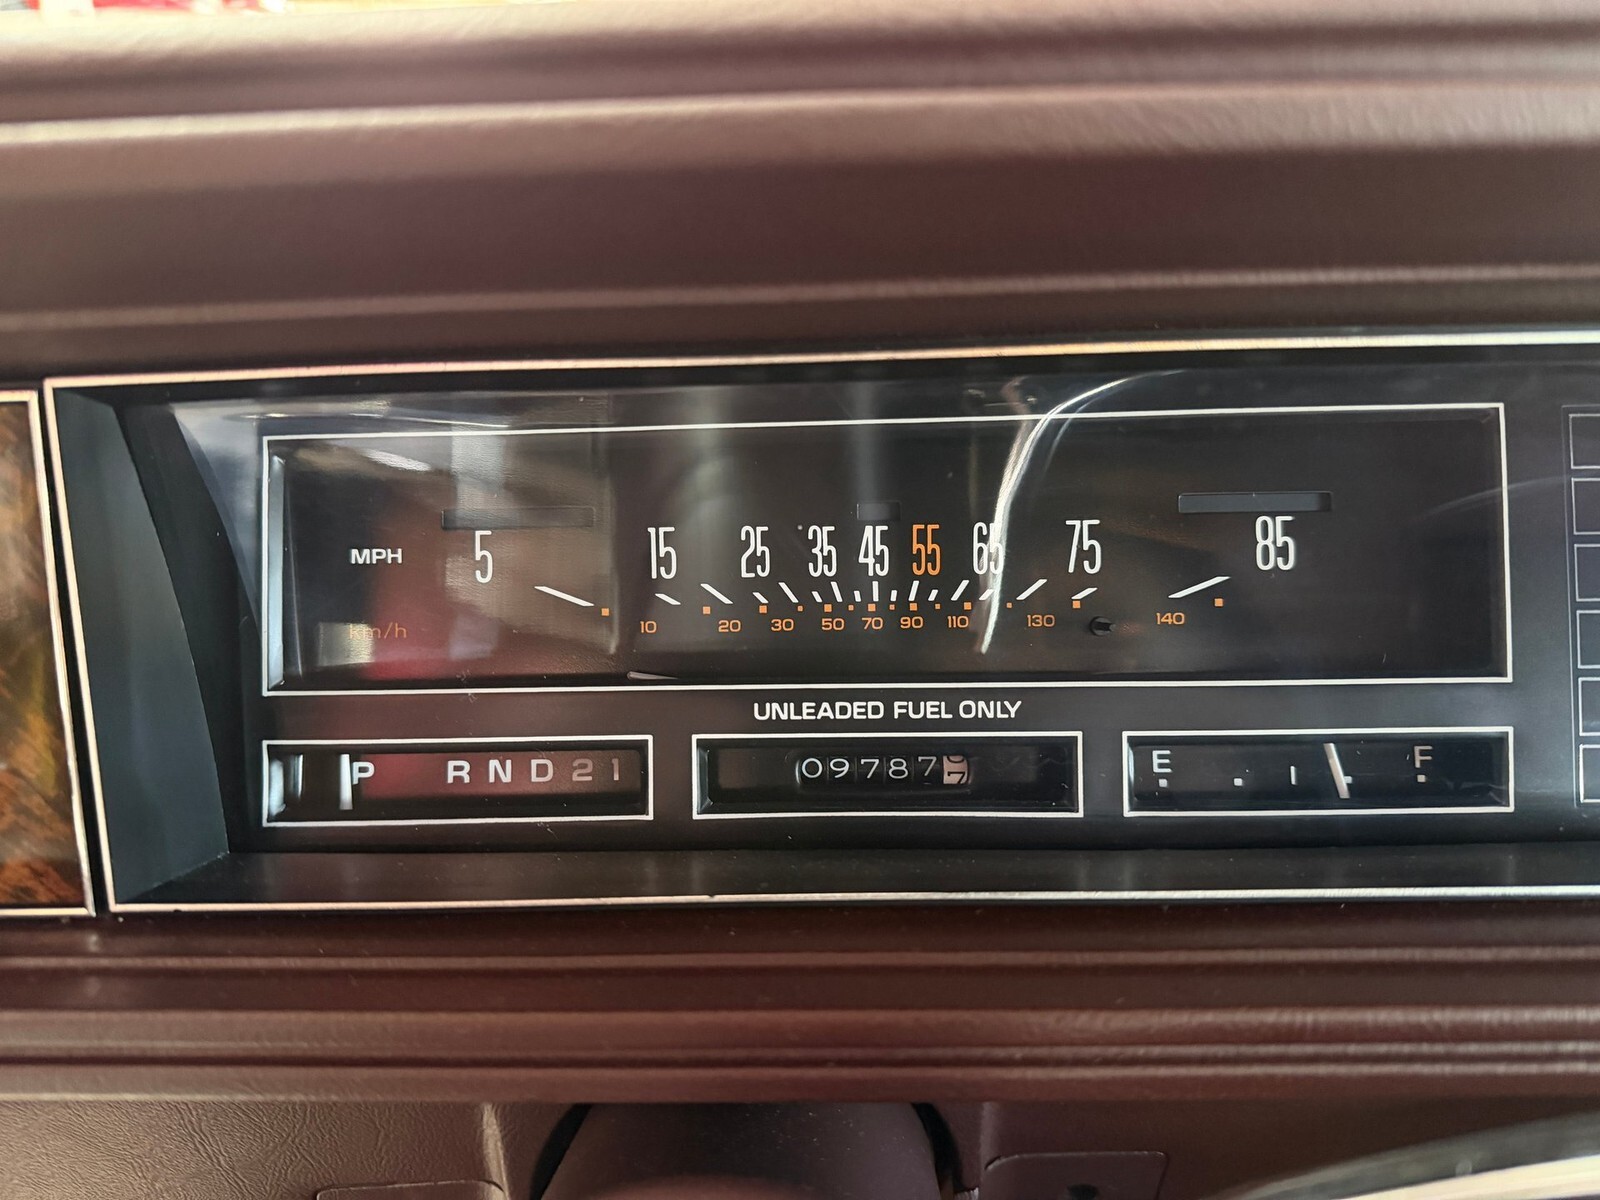 MPH 5 15 25 35 45 55 65 75 85
km/h 10 20 30 50 70 90 110 130 140
UNLEADED FUEL ONLY
P R N D 2 1
09787
E F